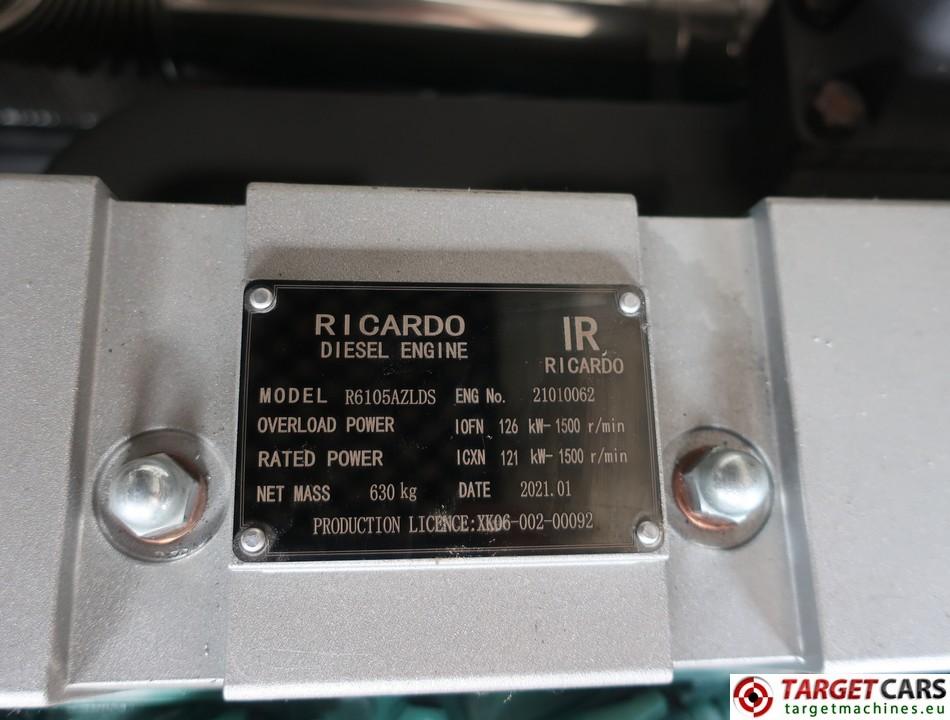 RICARDO
DIESEL ENGINE
IR
RICARDO
MODEL R6105AZLDS ENG No. 21010062
OVERLOAD POWER IOFN 126 kW-1500 r/min
RATED POWER ICXN 121 kW-1500 r/min
NET MASS 630 kg DATE 2021.01
PRODUCTION LICENCE:XK06-002-00092
TARGETCARS
targetmachines.eu